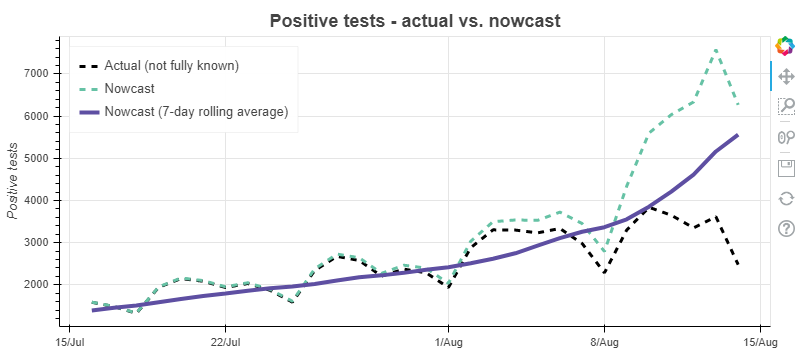 Positive tests - actual vs. nowcast
Actual (not fully known)
Nowcast
Nowcast (7-day rolling average)
Positive tests
7000
6000
5000
4000
3000
2000
15/Jul
22/Jul
1/Aug
8/Aug
15/Aug